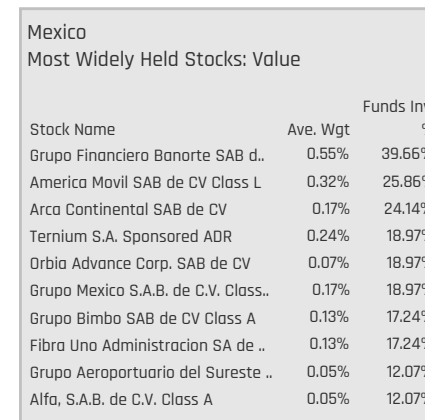 Mexico
Most Widely Held Stocks: Value
Funds
Stock Name Ave. Wgt
Grupo Financiero Banorte SAB d.. 0.55% 39.66%
America Movil SAB de CV Class L 0.32% 25.86%
Arca Continental SAB de CV 0.17% 24.14%
Ternium S.A. Sponsored ADR 0.24% 18.97%
Orbia Advance Corp. SAB de CV 0.07% 18.97%
Grupo Mexico S.A.B. de C.V. Class.. 0.17% 18.97%
Grupo Bimbo SAB de CV Class A 0.13% 17.24%
Fibra Uno Administracion SA de .. 0.13% 17.24%
Grupo Aeroportuario del Sureste .. 0.05% 12.07%
Alfa, S.A.B. de C.V. Class A 0.05% 12.07%